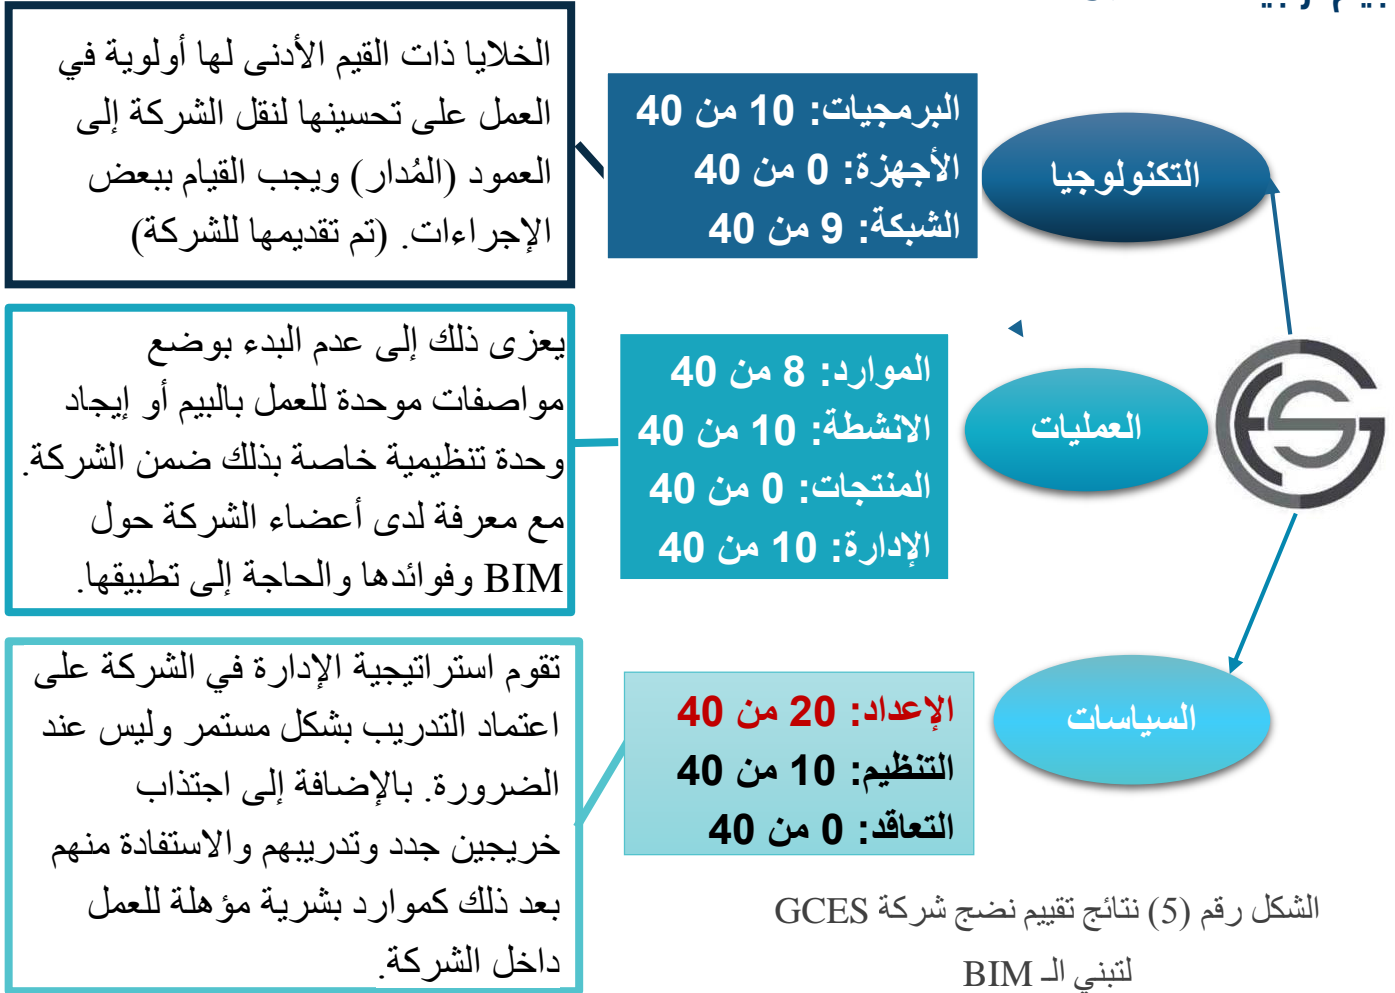 الخلايا ذات القيم الأدنى لها أولوية في
العمل على تحسينها لنقل الشركة إلى
العمود (المُدار) ويجب القيام ببعض
الإجراءات. (تم تقديمها للشركة)
البرمجيات: 10 من 40
الأجهزة: 0 من 40
الشبكة: 9 من 40
التكنولوجيا
يعزى ذلك إلى عدم البدء بوضع
مواصفات موحدة للعمل بالبيم أو إيجاد
وحدة تنظيمية خاصة بذلك ضمن الشركة.
مع معرفة لدى أعضاء الشركة حول
BIM وفوائدها والحاجة إلى تطبيقها.
الموارد: 8 من 40
الانشطة: 10 من 40
المنتجات: 0 من 40
الإدارة: 10 من 40
العمليات
تقوم استراتيجية الإدارة في الشركة على
اعتماد التدريب بشكل مستمر وليس عند
الضرورة. بالإضافة إلى اجتذاب
خريجين جدد وتدريبهم والاستفادة منهم
بعد ذلك كموارد بشرية مؤهلة للعمل
داخل الشركة.
الإعداد: 20 من 40
التنظيم: 10 من 40
التعاقد: 0 من 40
السياسات
الشكل رقم (5) نتائج تقييم نضج شركة GCES
لتبني الـ BIM